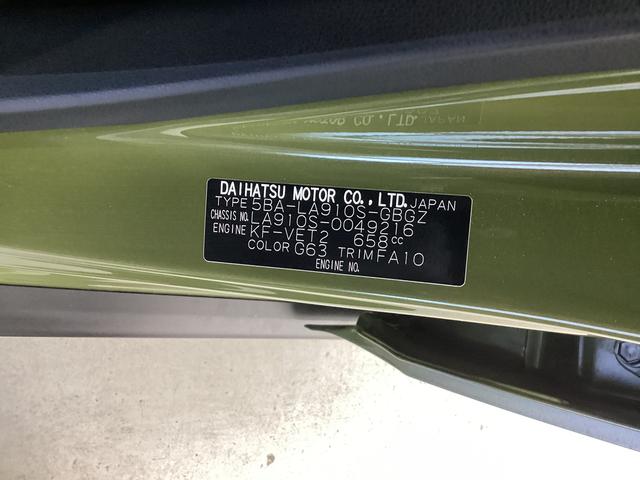 DAIHATSU MOTOR CO., LTD. JAPAN
TYPE 5BA-LA910S-GBGZ
CHASSIS NO. LA910S-0049216
ENGINE KF-VET2 658cc
COLOR G63 TRIM FA10
ENGINE NO.